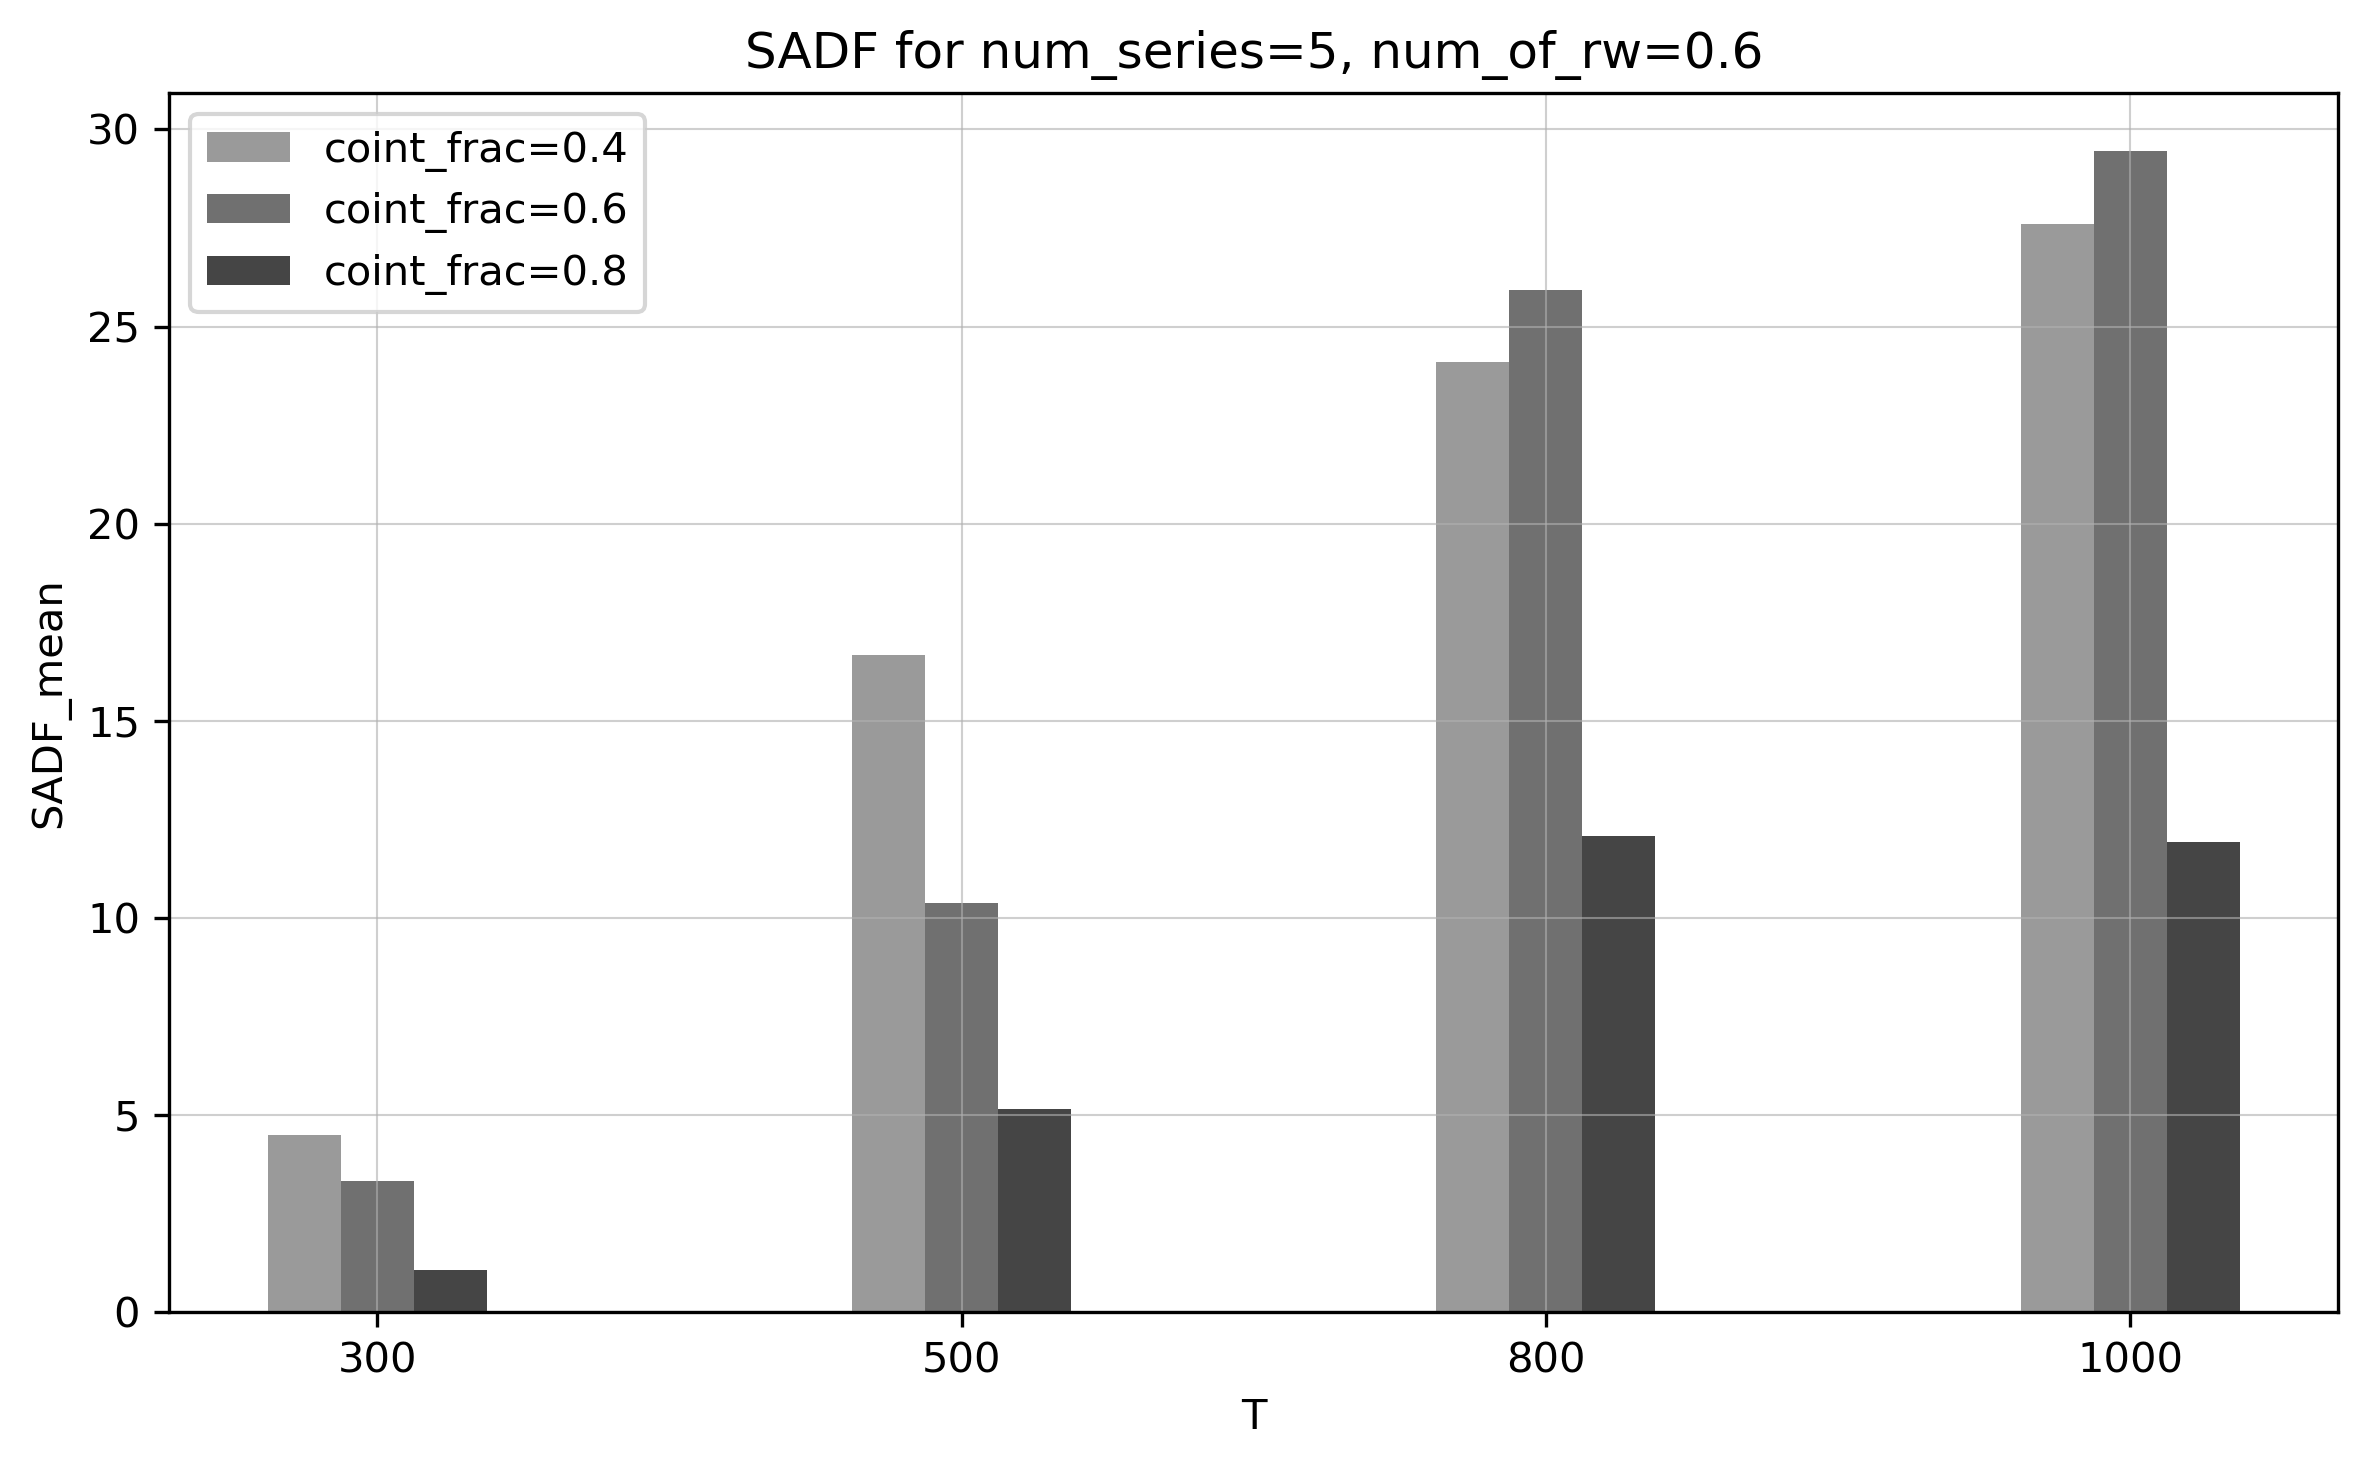 SADF for num_series=5, num_of_rw=0.6
coint_frac=0.4
coint_frac=0.6
coint_frac=0.8
SADF_mean
30
25
20
15
10
5
0
300 500 800 1000
T